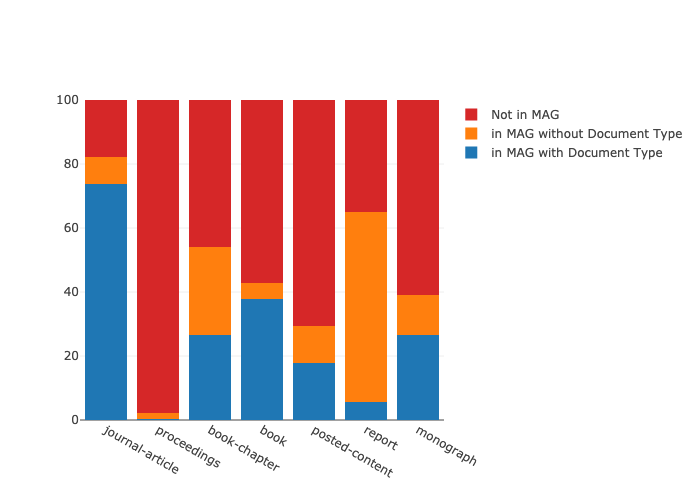 100
80
60
40
20
0
journal-article
proceedings
book-chapter
book
posted-content
report
monograph
Not in MAG
in MAG without Document Type
in MAG with Document Type